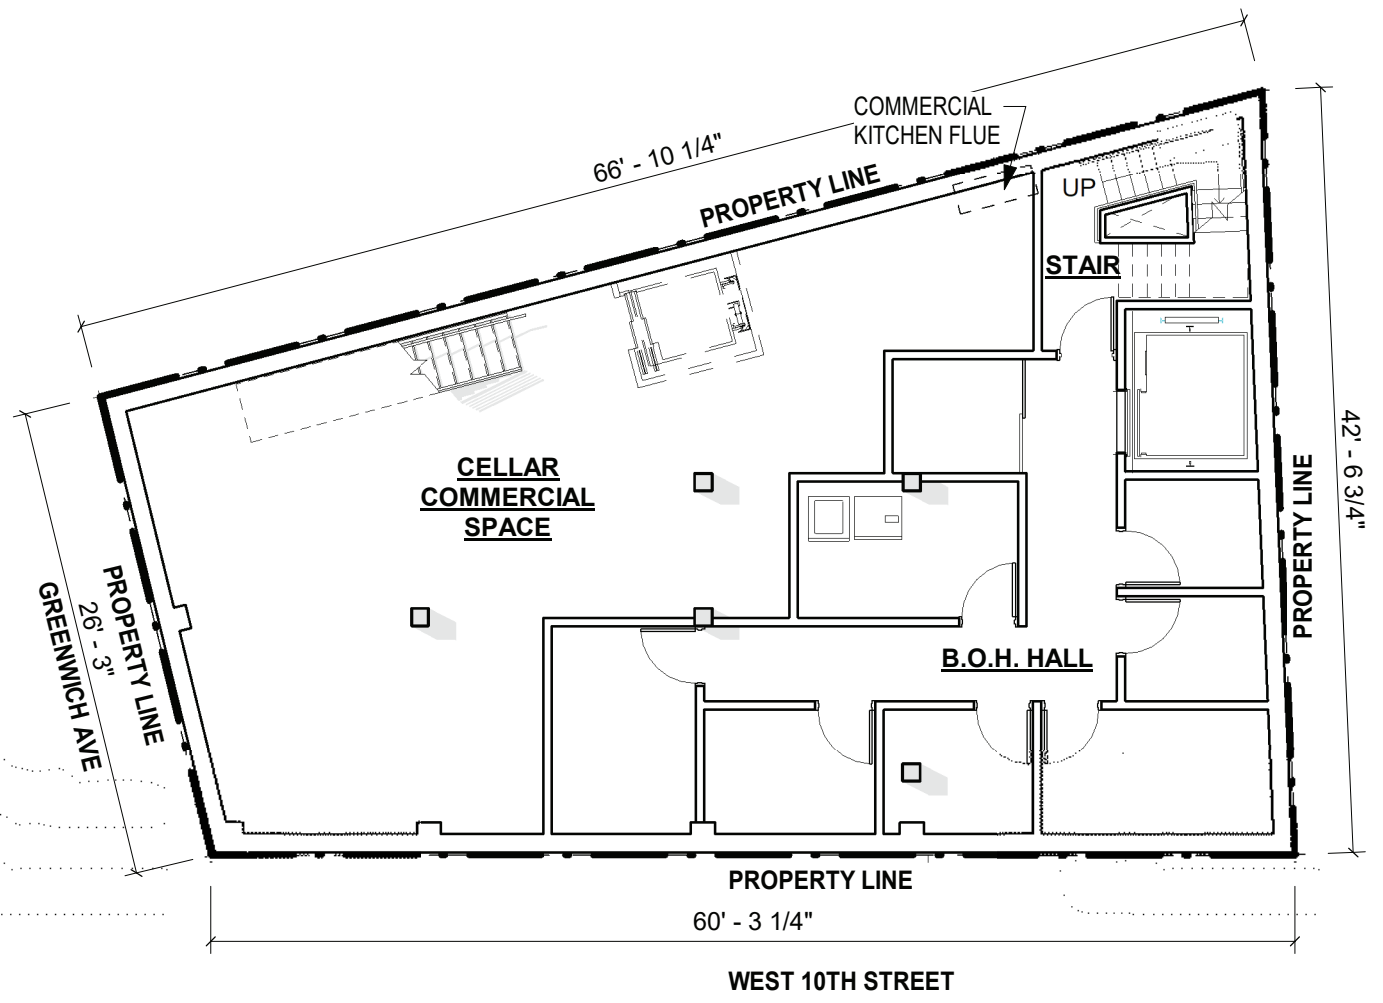 COMMERCIAL
KITCHEN FLUE
66' - 10 1/4"
PROPERTY LINE
UP
STAIR
42' - 6 3/4"
PROPERTY LINE
CELLAR
COMMERCIAL
SPACE
PROPERTY LINE
26' - 3"
GREENWICH AVE
B.O.H. HALL
PROPERTY LINE
60' - 3 1/4"
WEST 10TH STREET